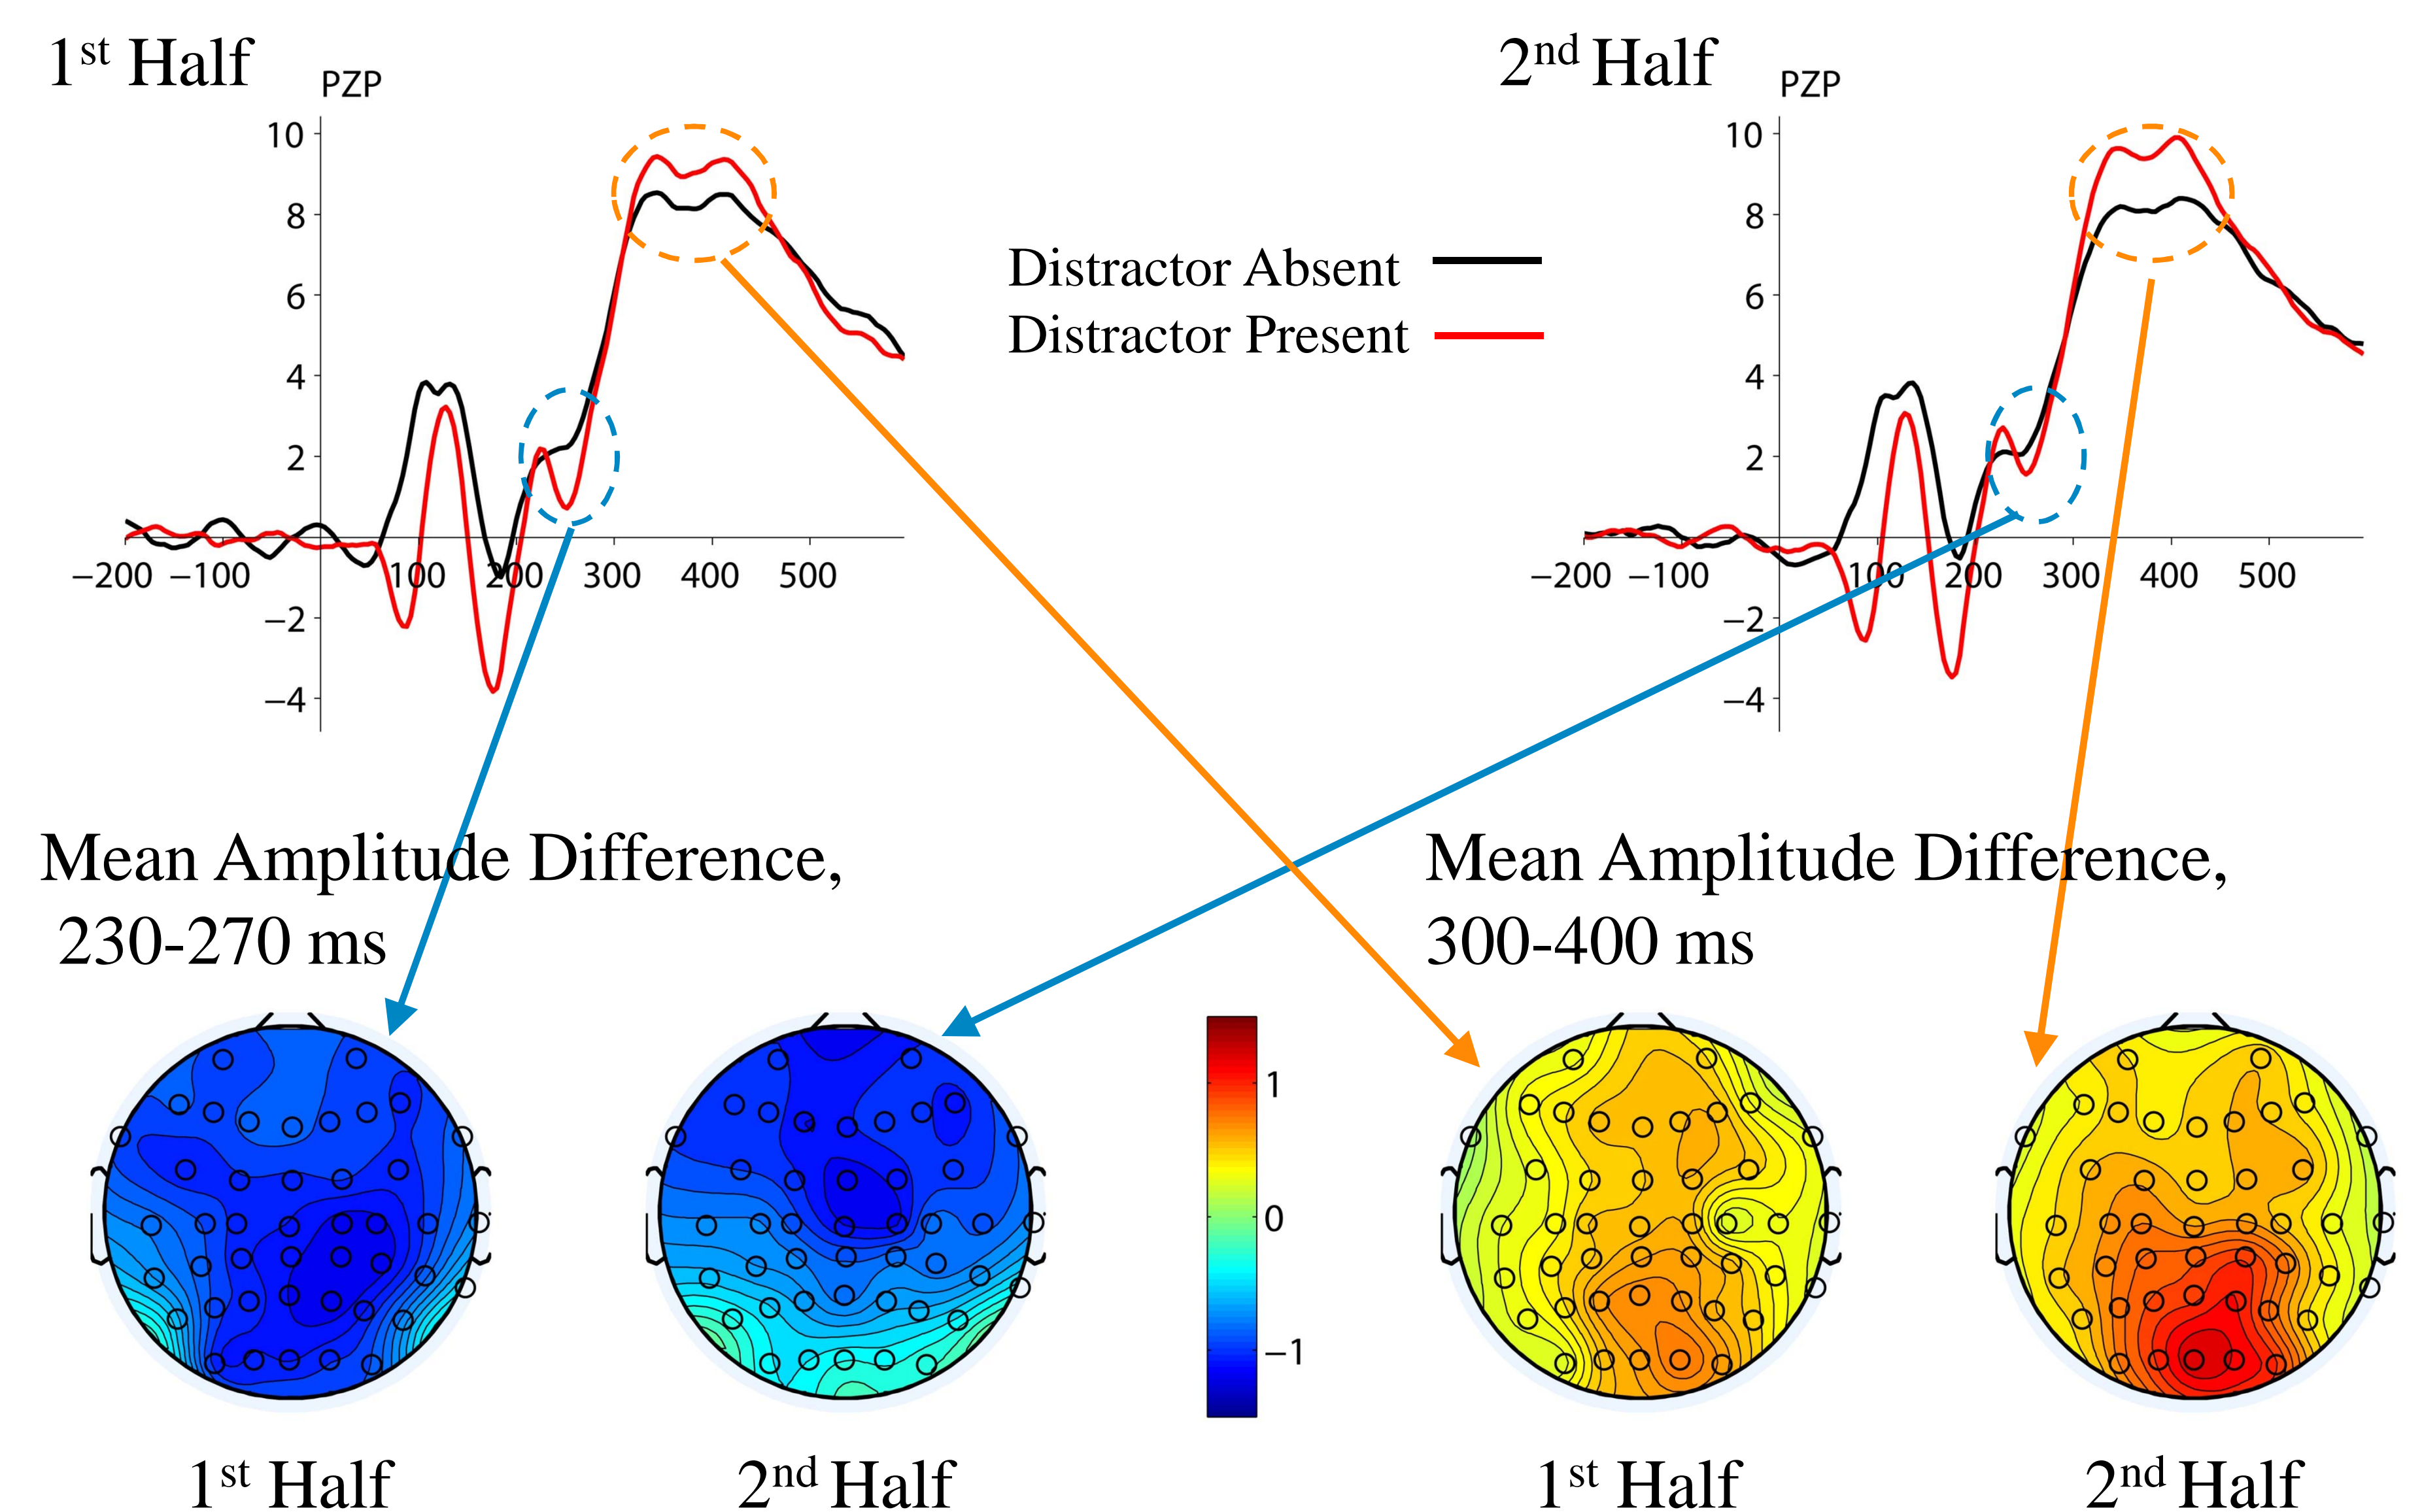 1st Half
PZP
10
8
6
4
2
−200 −100 100 200 300 400 500
−2
−4
2nd Half
PZP
10
8
6
4
2
−200 −100 100 200 300 400 500
−2
−4
Distractor Absent
Distractor Present
Mean Amplitude Difference,
230-270 ms
Mean Amplitude Difference,
300-400 ms
1
0
−1
1st Half
2nd Half
1st Half
2nd Half